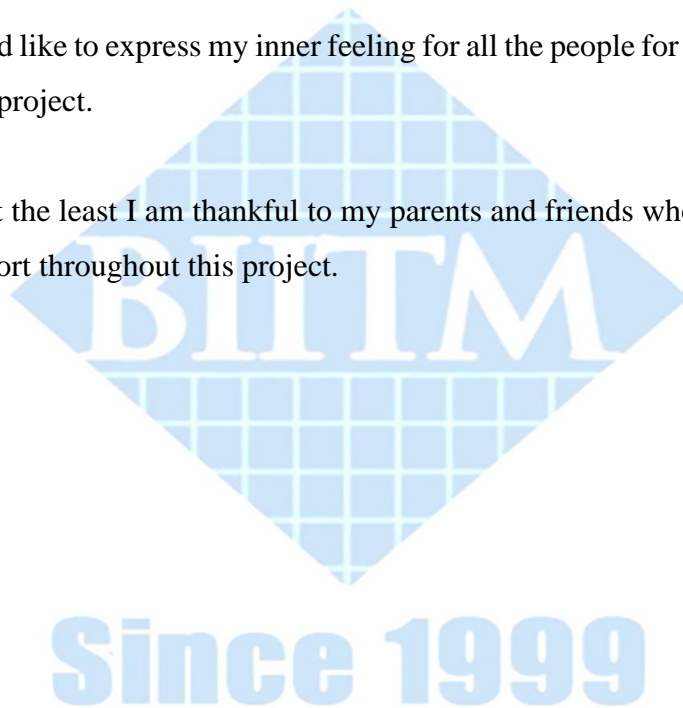 d like to express my inner feeling for all the people for
project.
t the least I am thankful to my parents and friends who
ort throughout this project.
BIITM
Since 1999